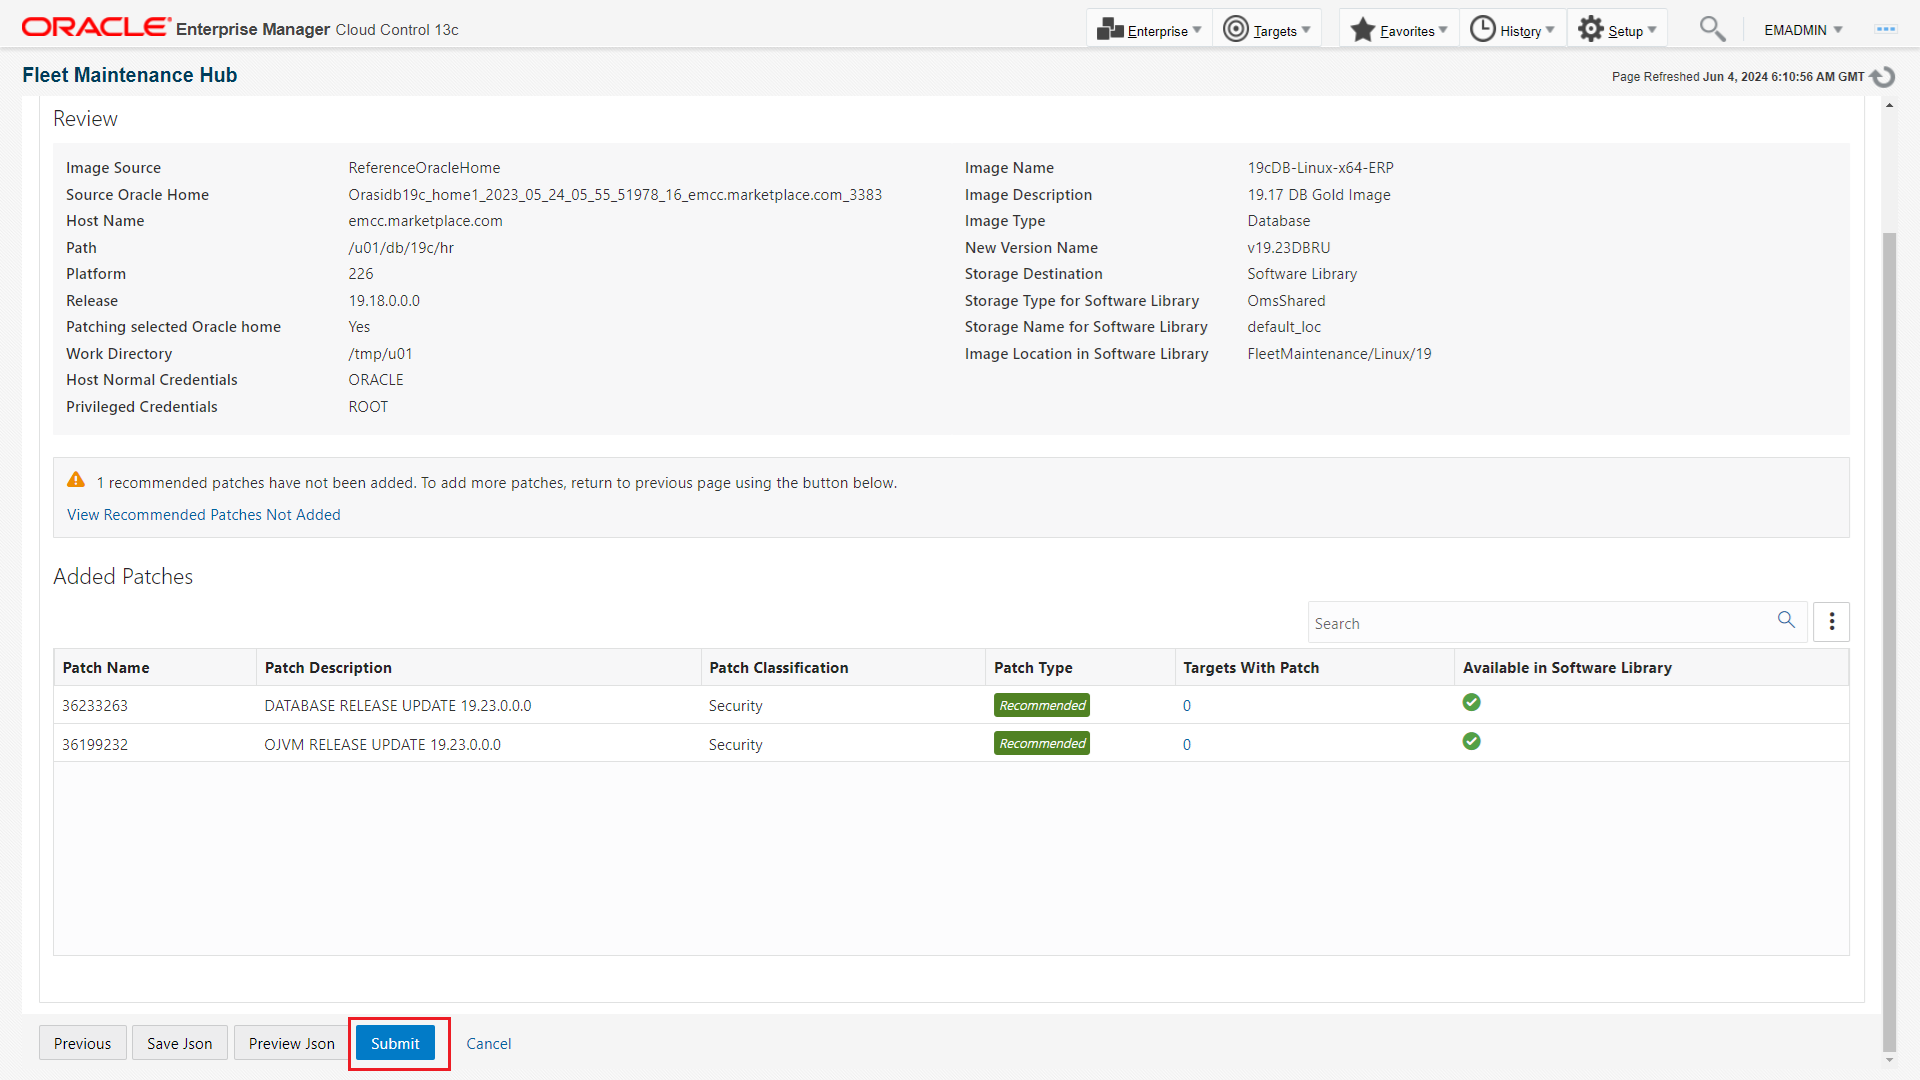 ORACLE Enterprise Manager Cloud Control 13c Enterprise Targets Favorites History Setup EMADMIN
Fleet Maintenance Hub Page Refreshed Jun 4, 2024 6:10:56 AM GMT
Review
Image Source ReferenceOracleHome Image Name 19cDB-Linux-x64-ERP
Source Oracle Home Orasidb19c_home1_2023_05_24_05_55_51978_16_emcc.marketplace.com_3383 Image Description 19.17 DB Gold Image
Host Name emcc.marketplace.com Image Type Database
Path /u01/db/19c/hr New Version Name v19.23DBRU
Platform 226 Storage Destination Software Library
Release 19.18.0.0.0 Storage Type for Software Library OmsShared
Patching selected Oracle home Yes Storage Name for Software Library default_loc
Work Directory /tmp/u01 Image Location in Software Library FleetMaintenance/Linux/19
Host Normal Credentials ORACLE
Privileged Credentials ROOT
1 recommended patches have not been added. To add more patches, return to previous page using the button below.
View Recommended Patches Not Added
Added Patches
Search
Patch Name Patch Description Patch Classification Patch Type Targets With Patch Available in Software Library
36233263 DATABASE RELEASE UPDATE 19.23.0.0.0 Security Recommended 0
36199232 OJVM RELEASE UPDATE 19.23.0.0.0 Security Recommended 0
Previous Save Json Preview Json Submit Cancel